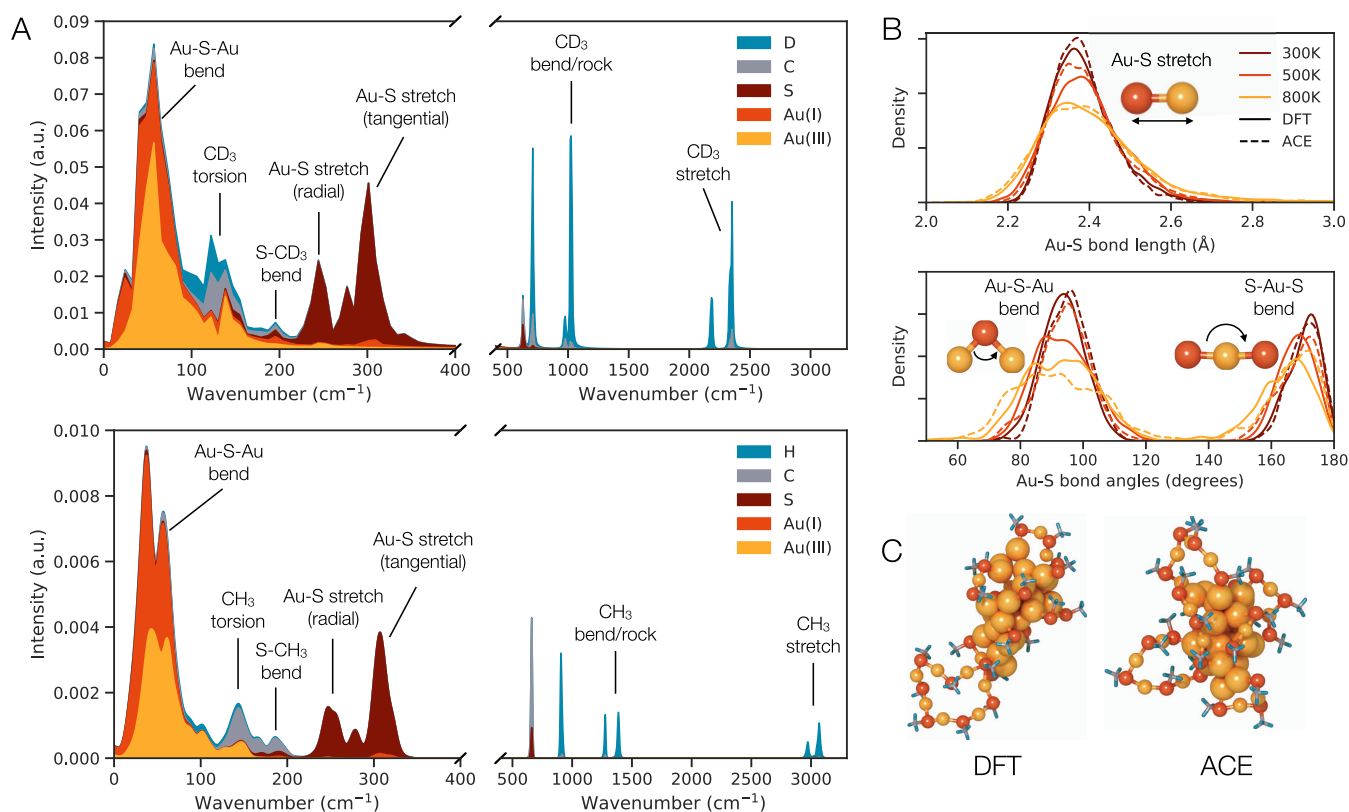 A
0.09
0.08
0.07
0.06
0.05
0.04
0.03
0.02
0.01
0.00
Intensity (a.u.)
Au-S-Au
bend
CD₃
torsion
S-CD₃
bend
Au-S stretch
(radial)
Au-S stretch
(tangential)
0
100
200
300
400
Wavenumber (cm⁻¹)
CD₃
bend/rock
CD₃
stretch
D
C
S
Au(I)
Au(III)
500
1000
1500
2000
2500
3000
Wavenumber (cm⁻¹)
0.010
0.008
0.006
0.004
0.002
0.000
Intensity (a.u.)
Au-S-Au
bend
CH₃
torsion
S-CH₃
bend
Au-S stretch
(radial)
Au-S stretch
(tangential)
0
100
200
300
400
Wavenumber (cm⁻¹)
CH₃
bend/rock
CH₃
stretch
H
C
S
Au(I)
Au(III)
500
1000
1500
2000
2500
3000
Wavenumber (cm⁻¹)
B
Density
Au-S stretch
300K
500K
800K
DFT
ACE
2.0
2.2
2.4
2.6
2.8
3.0
Au-S bond length (Å)
Density
Au-S-Au
bend
S-Au-S
bend
60
80
100
120
140
160
180
Au-S bond angles (degrees)
C
DFT
ACE